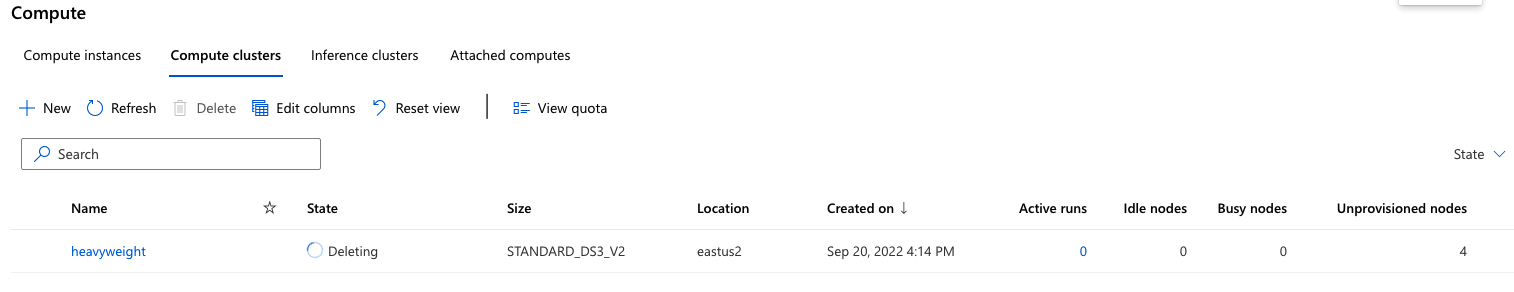 Compute
Compute instances Compute clusters Inference clusters Attached computes
New Refresh Delete Edit columns Reset view View quota
Search State
Name State Size Location Created on ↓ Active runs Idle nodes Busy nodes Unprovisioned nodes
heavyweight Deleting STANDARD_DS3_V2 eastus2 Sep 20, 2022 4:14 PM 0 0 0 4